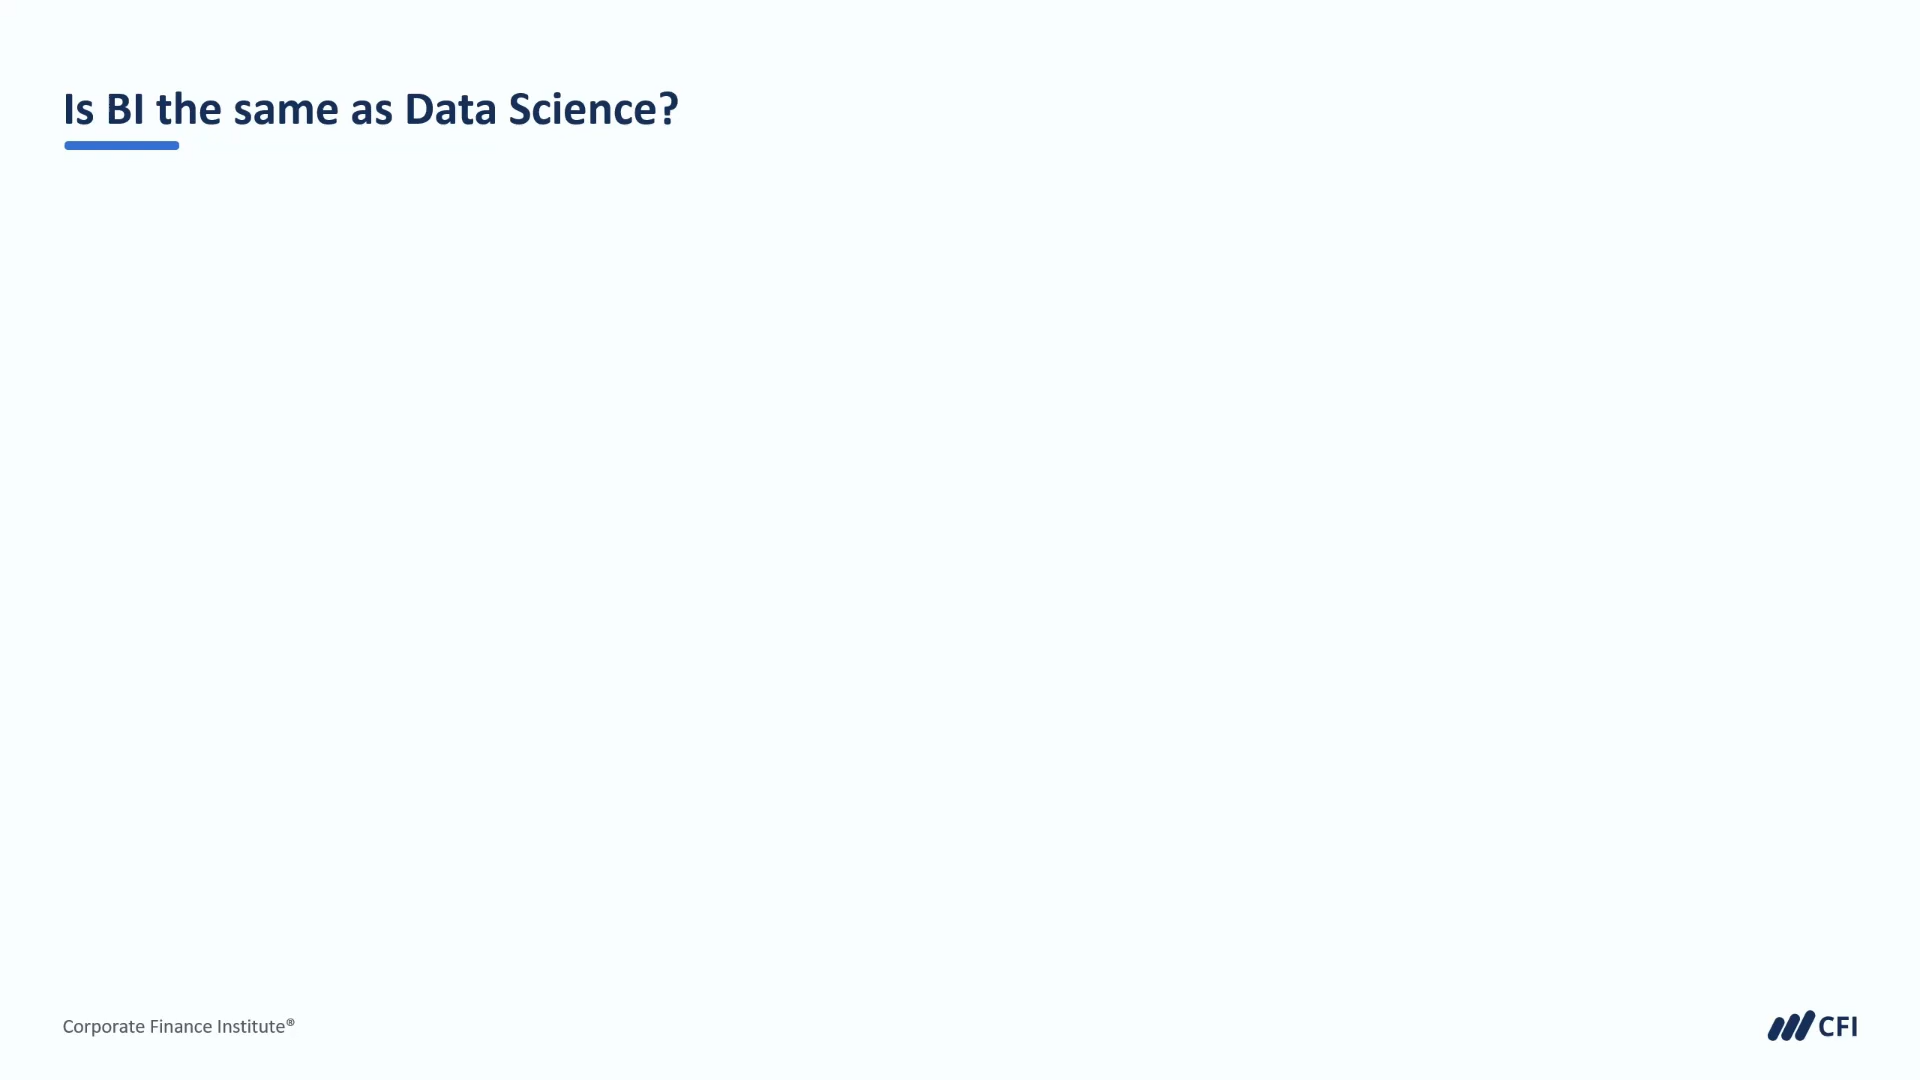 Is BI the same as Data Science?
Corporate Finance Institute®
CFI